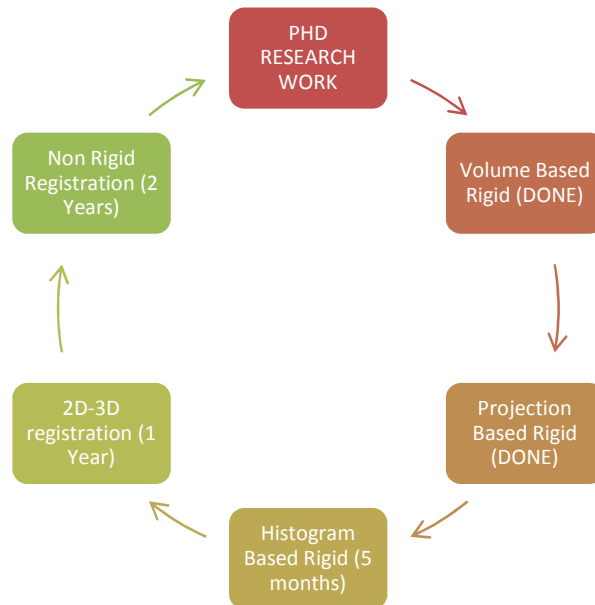 PHD
RESEARCH
WORK
Volume Based
Rigid (DONE)
Projection
Based Rigid
(DONE)
Histogram
Based Rigid (5
months)
2D-3D
registration (1
Year)
Non Rigid
Registration (2
Years)